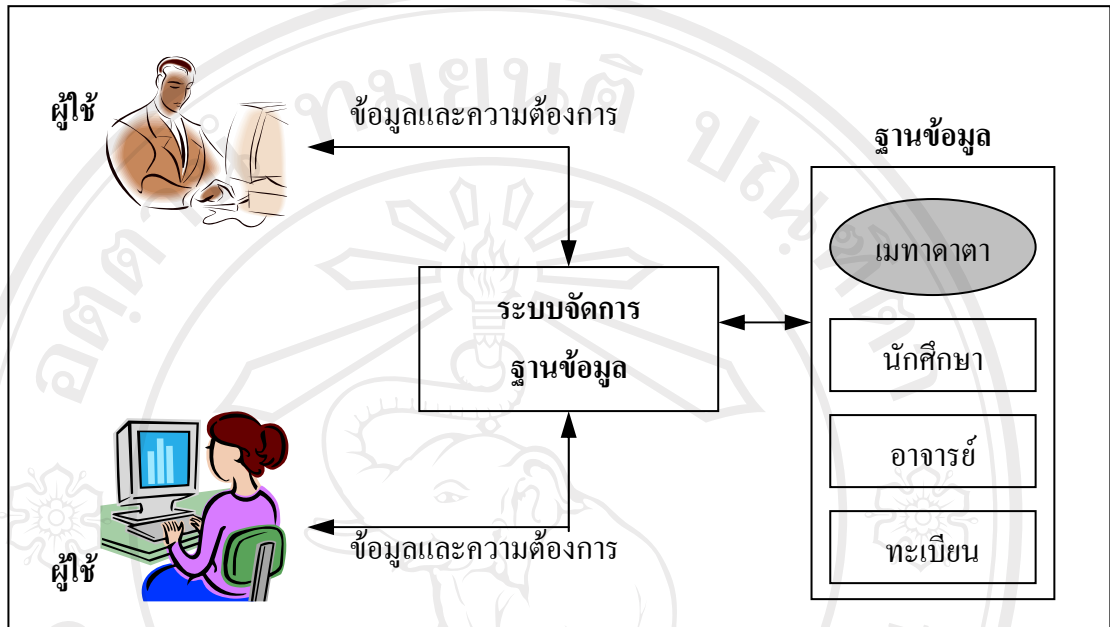 ผู้ใช้
ข้อมูลและความต้องการ
ฐานข้อมูล
เมทาดาตา
ระบบจัดการ
ฐานข้อมูล
นักศึกษา
อาจารย์
ทะเบียน
ข้อมูลและความต้องการ
ผู้ใช้